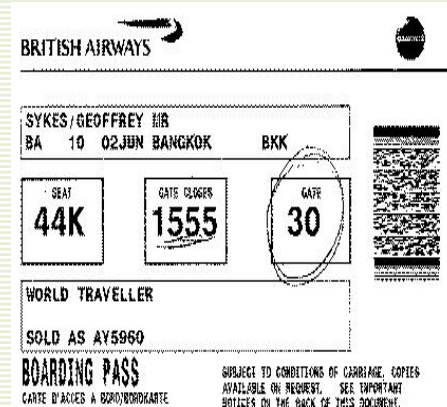 BRITISH AIRWAYS
SYKES/GEOFFREY MR
BA 10 02JUN BANGKOK BKK
SEAT
44K
GATE CLOSES
1555
GATE
30
WORLD TRAVELLER
SOLD AS AY5960
BOARDING PASS
CARTE D'ACCES A BORD/BORDKARTE
SUBJECT TO CONDITIONS OF CARRIAGE, COPIES
AVAILABLE ON REQUEST. SEE IMPORTANT
NOTICES ON THE BACK OF THIS DOCUMENT.